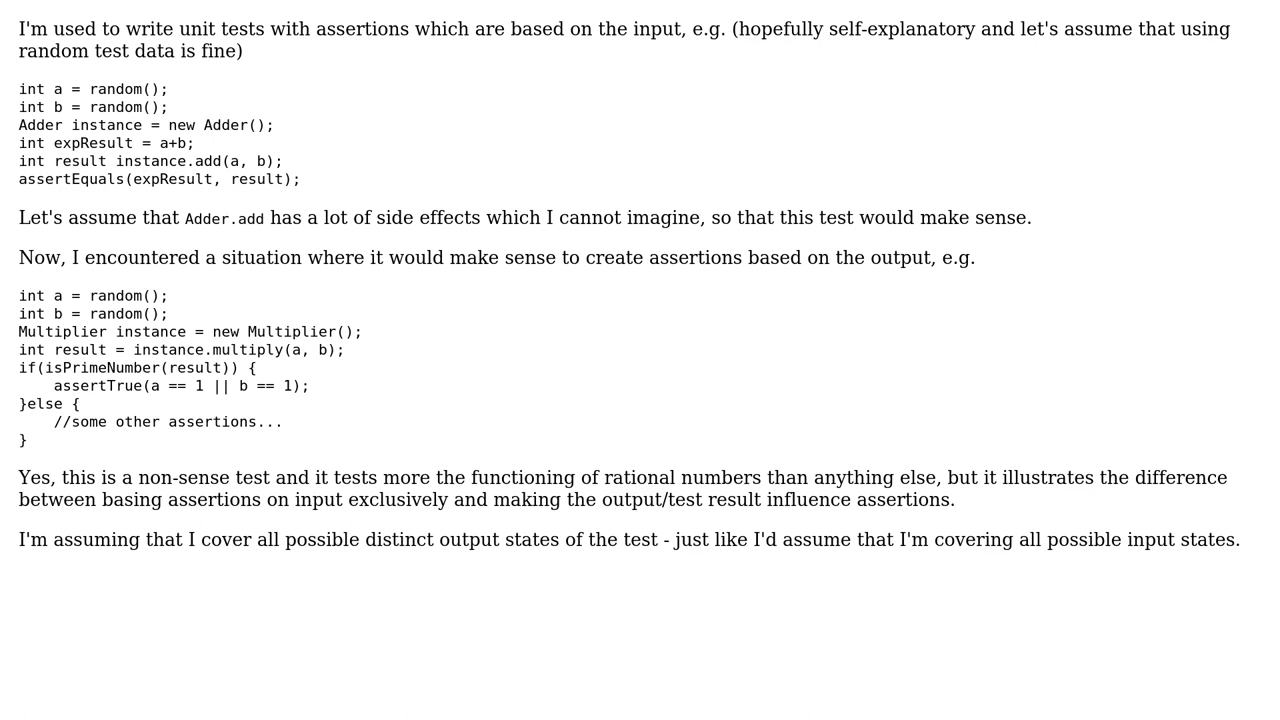 I'm used to write unit tests with assertions which are based on the input, e.g. (hopefully self-explanatory and let's assume that using
random test data is fine)
int a = random();
int b = random();
Adder instance = new Adder();
int expResult = a+b;
int result instance.add(a, b);
assertEquals(expResult, result);
Let's assume that Adder.add has a lot of side effects which I cannot imagine, so that this test would make sense.
Now, I encountered a situation where it would make sense to create assertions based on the output, e.g.
int a = random();
int b = random();
Multiplier instance = new Multiplier();
int result = instance.multiply(a, b);
if(isPrimeNumber(result)) {
    assertTrue(a == 1 || b == 1);
}else {
    //some other assertions...
}
Yes, this is a non-sense test and it tests more the functioning of rational numbers than anything else, but it illustrates the difference
between basing assertions on input exclusively and making the output/test result influence assertions.
I'm assuming that I cover all possible distinct output states of the test - just like I'd assume that I'm covering all possible input states.